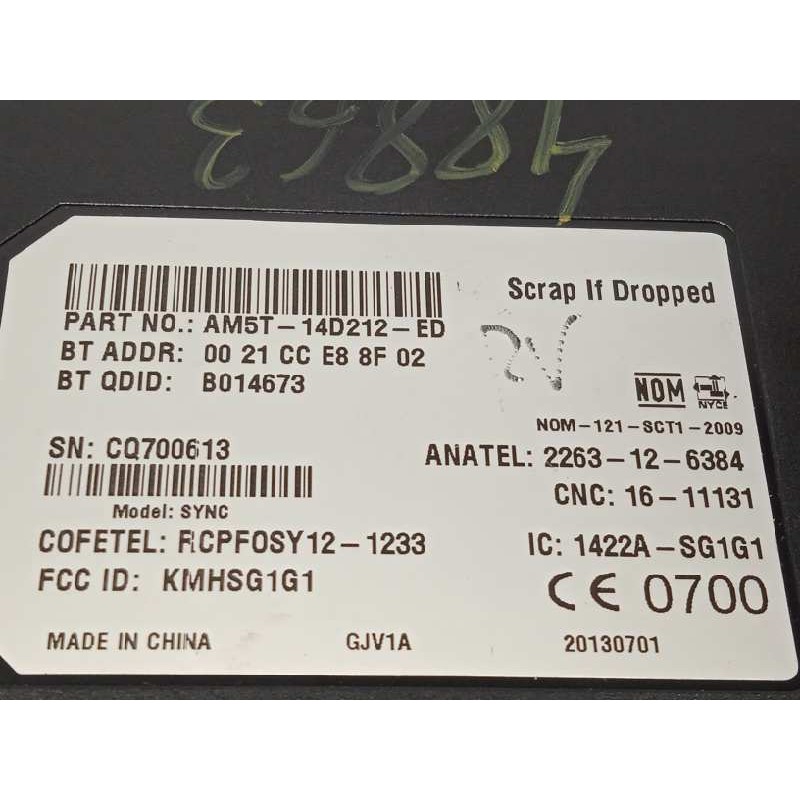 48863
Scrap If Dropped
PART NO.: AM5T-14D212-ED
BT ADDR: 00 21 CC E8 8F 02
BT QDID: B014673
NOM
NYCE
NOM-121-SCT1-2009
SN: CQ700613
ANATEL: 2263-12-6384
CNC: 16-11131
Model: SYNC
COFETEL: RCPFOSY12-1233
IC: 1422A-SG1G1
FCC ID: KMHSG1G1
CE 0700
MADE IN CHINA
GJV1A
20130701